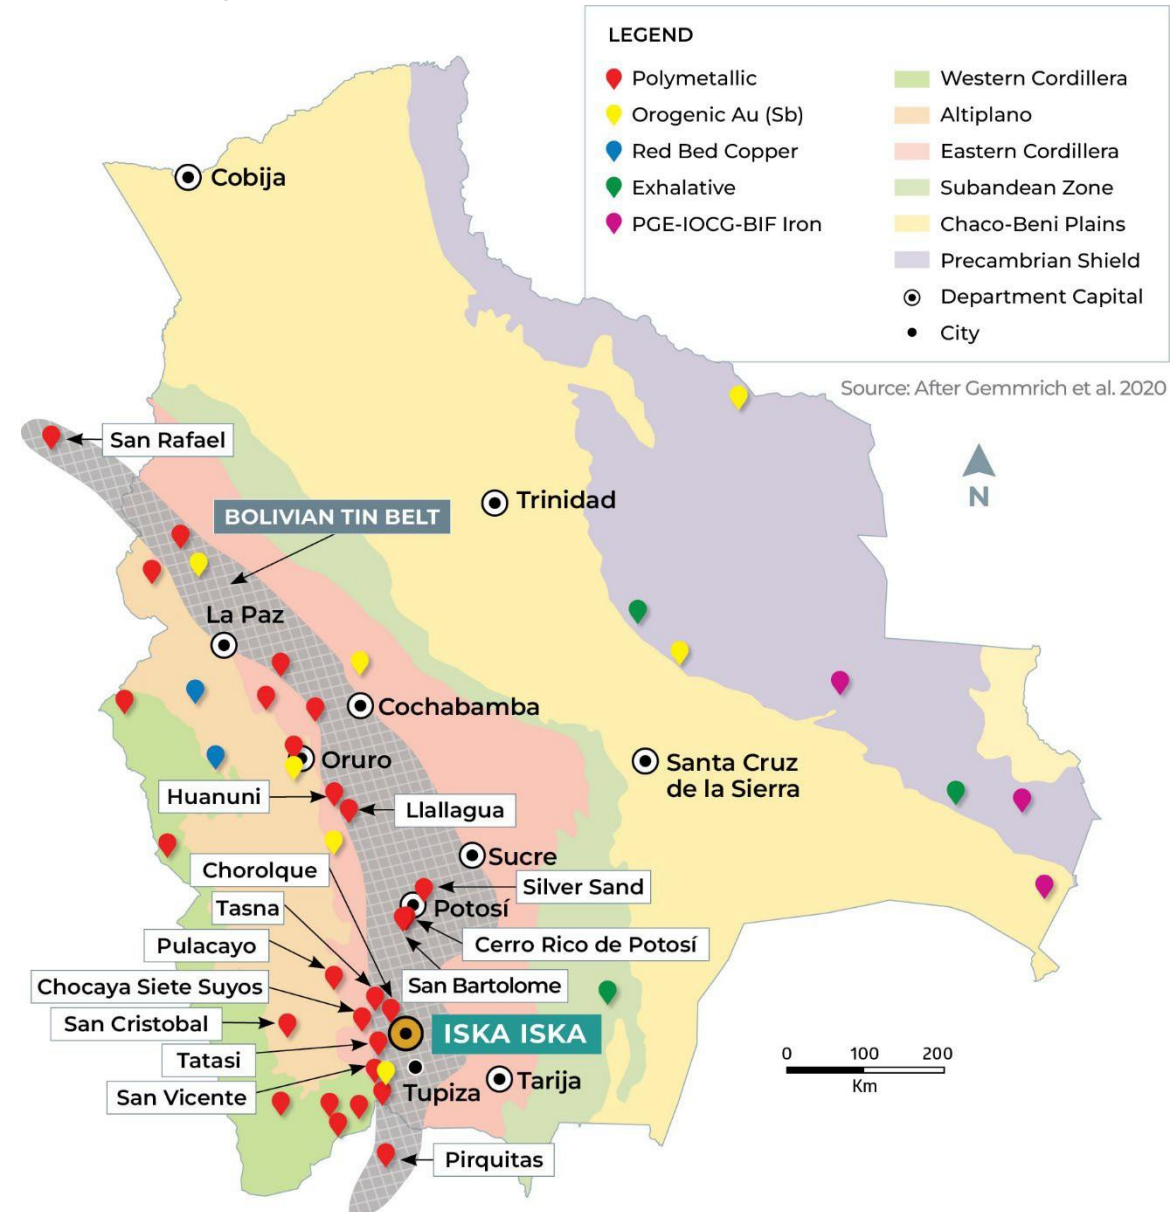 LEGEND
Polymetallic
Orogenic Au (Sb)
Red Bed Copper
Exhalative
PGE-IOCG-BIF Iron
Western Cordillera
Altiplano
Eastern Cordillera
Subandean Zone
Chaco-Beni Plains
Precambrian Shield
Department Capital
City
Source: After Gemmrich et al. 2020
N
Cobija
San Rafael
Trinidad
BOLIVIAN TIN BELT
La Paz
Cochabamba
Oruro
Santa Cruz
de la Sierra
Huanuni
Llallagua
Sucre
Chorolque
Silver Sand
Tasna
Potosí
Pulacayo
Cerro Rico de Potosí
Chocaya Siete Suyos
San Bartolome
San Cristobal
ISKA ISKA
Tatasi
San Vicente
Tupiza
Tarija
Pirquitas
0 100 200
Km